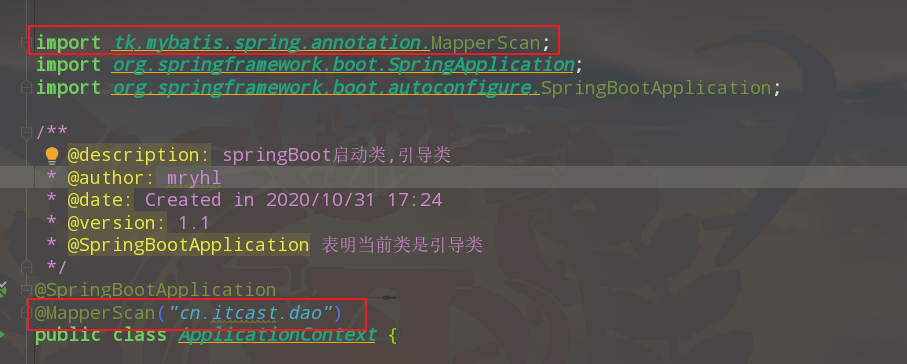 import tk.mybatis.spring.annotation.MapperScan;
import org.springframework.boot.SpringApplication;
import org.springframework.boot.autoconfigure.SpringBootApplication;
/**
@description: springBoot启动类,引导类
* @author: mryhl
* @date: Created in 2020/10/31 17:24
* @version: 1.1
* @SpringBootApplication 表明当前类是引导类
*/
@SpringBootApplication
@MapperScan("cn.itcast.dao")
public class ApplicationContext {